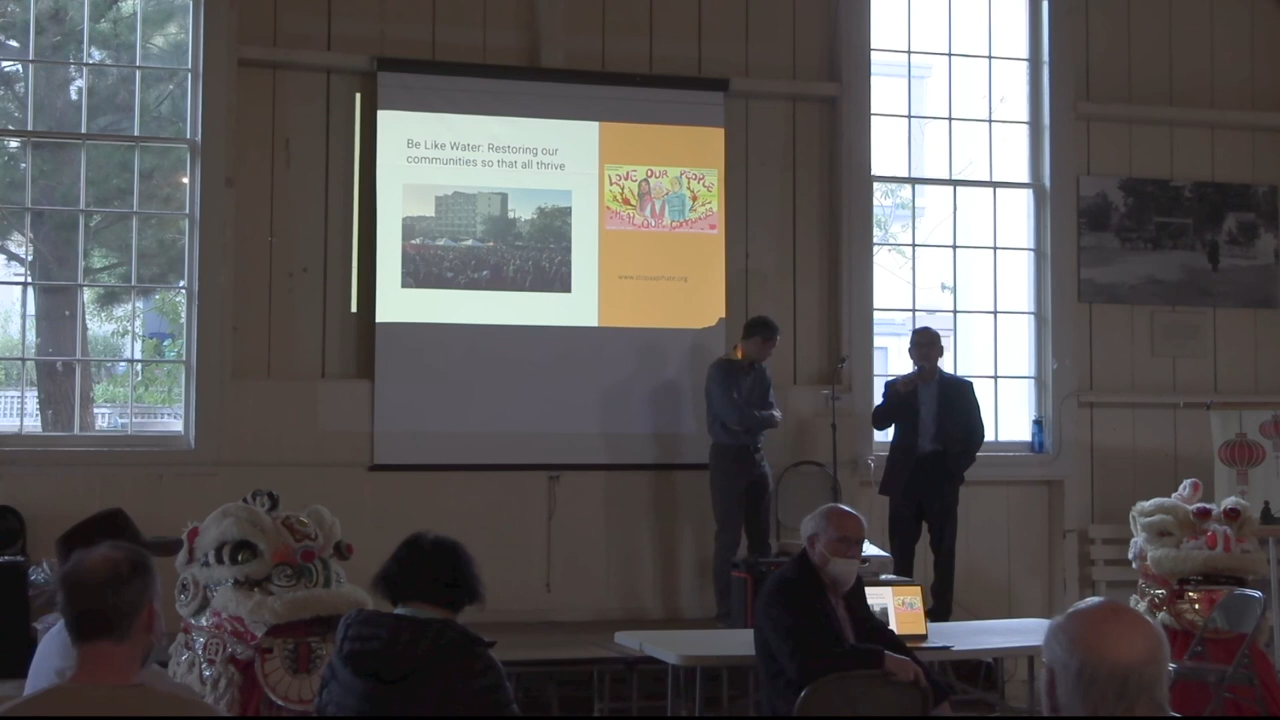 Be Like Water: Restoring our
communities so that all thrive
LOVE OUR PEOPLE
HEAL OUR COMMUNITIES
www.stopaapihate.org